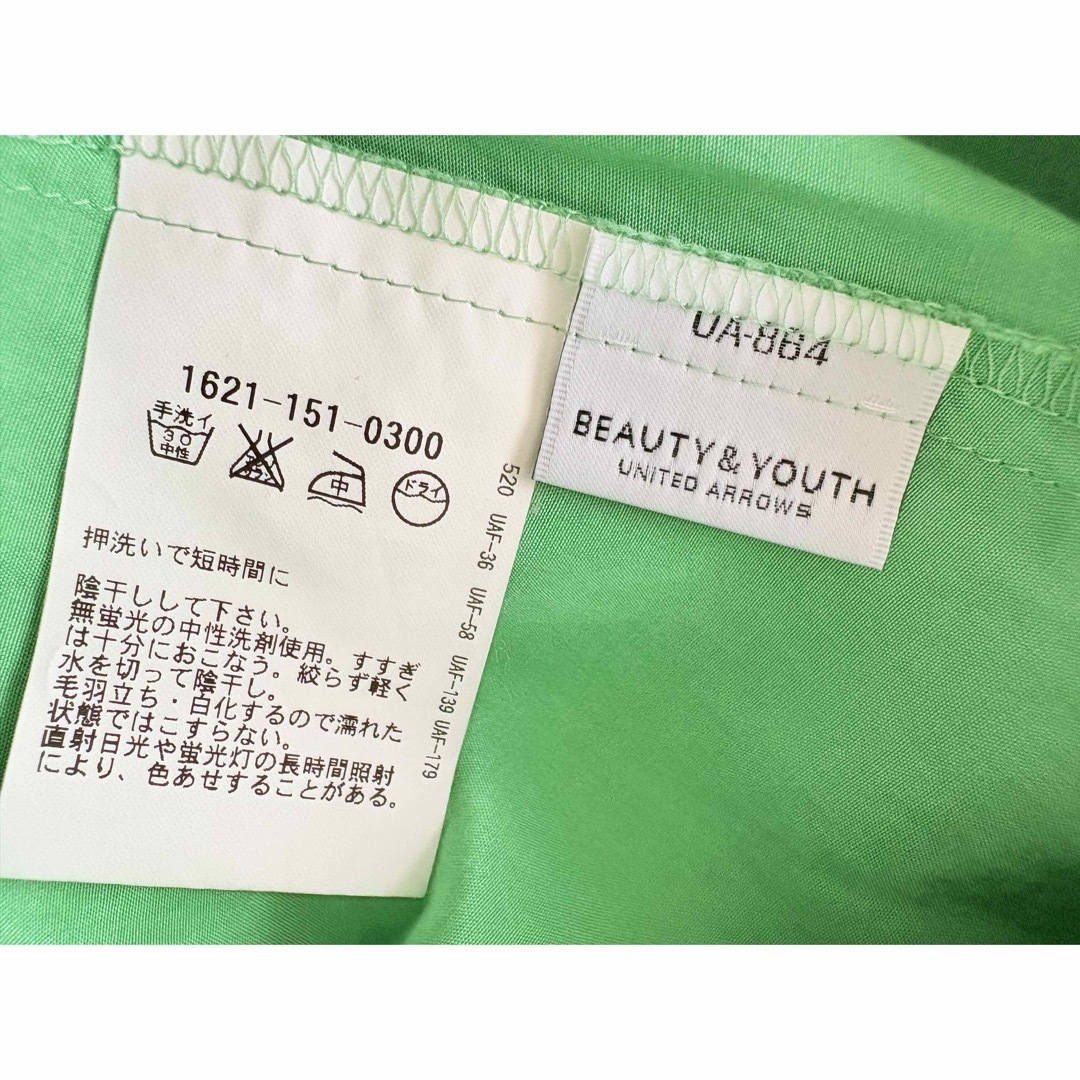 1621-151-0300
手洗イ
30
中性
中
ドライ
押洗いで短時間に
陰干しして下さい。
無蛍光の中性洗剤使用。すすぎ
は十分におこなう。絞らず軽く
水を切って陰干し。
毛羽立ち・白化するので濡れた
状態ではこすらない。
直射日光や蛍光灯の長時間照射
により、色あせすることがある。
520 UAF-36 UAF-58 UAF-139 UAF-179
UA-864
BEAUTY & YOUTH
UNITED ARROWS